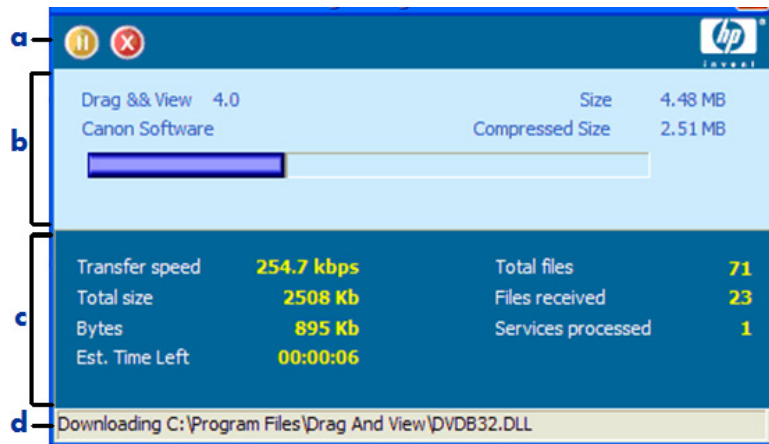 a
hp
invent
b
Drag && View 4.0 Size 4.48 MB
Canon Software Compressed Size 2.51 MB
c
Transfer speed 254.7 kbps Total files 71
Total size 2508 Kb Files received 23
Bytes 895 Kb Services processed 1
Est. Time Left 00:00:06
d
Downloading C:\Program Files\Drag And View\DVDB32.DLL